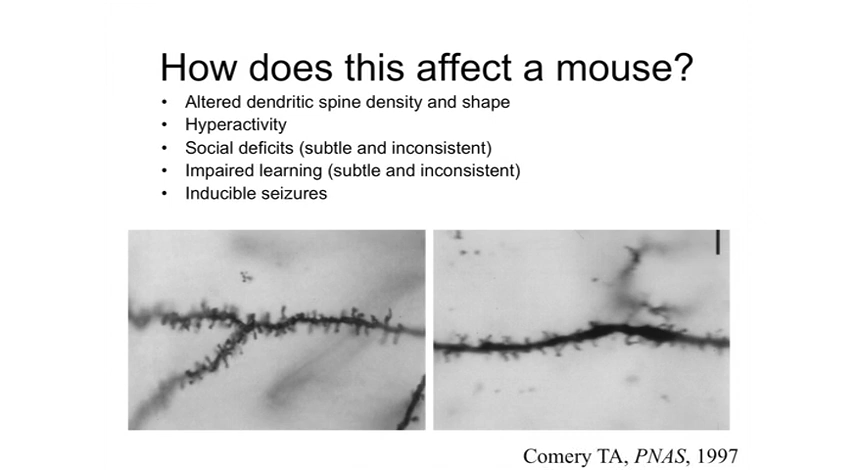 How does this affect a mouse?
• Altered dendritic spine density and shape
• Hyperactivity
• Social deficits (subtle and inconsistent)
• Impaired learning (subtle and inconsistent)
• Inducible seizures
Comery TA, PNAS, 1997